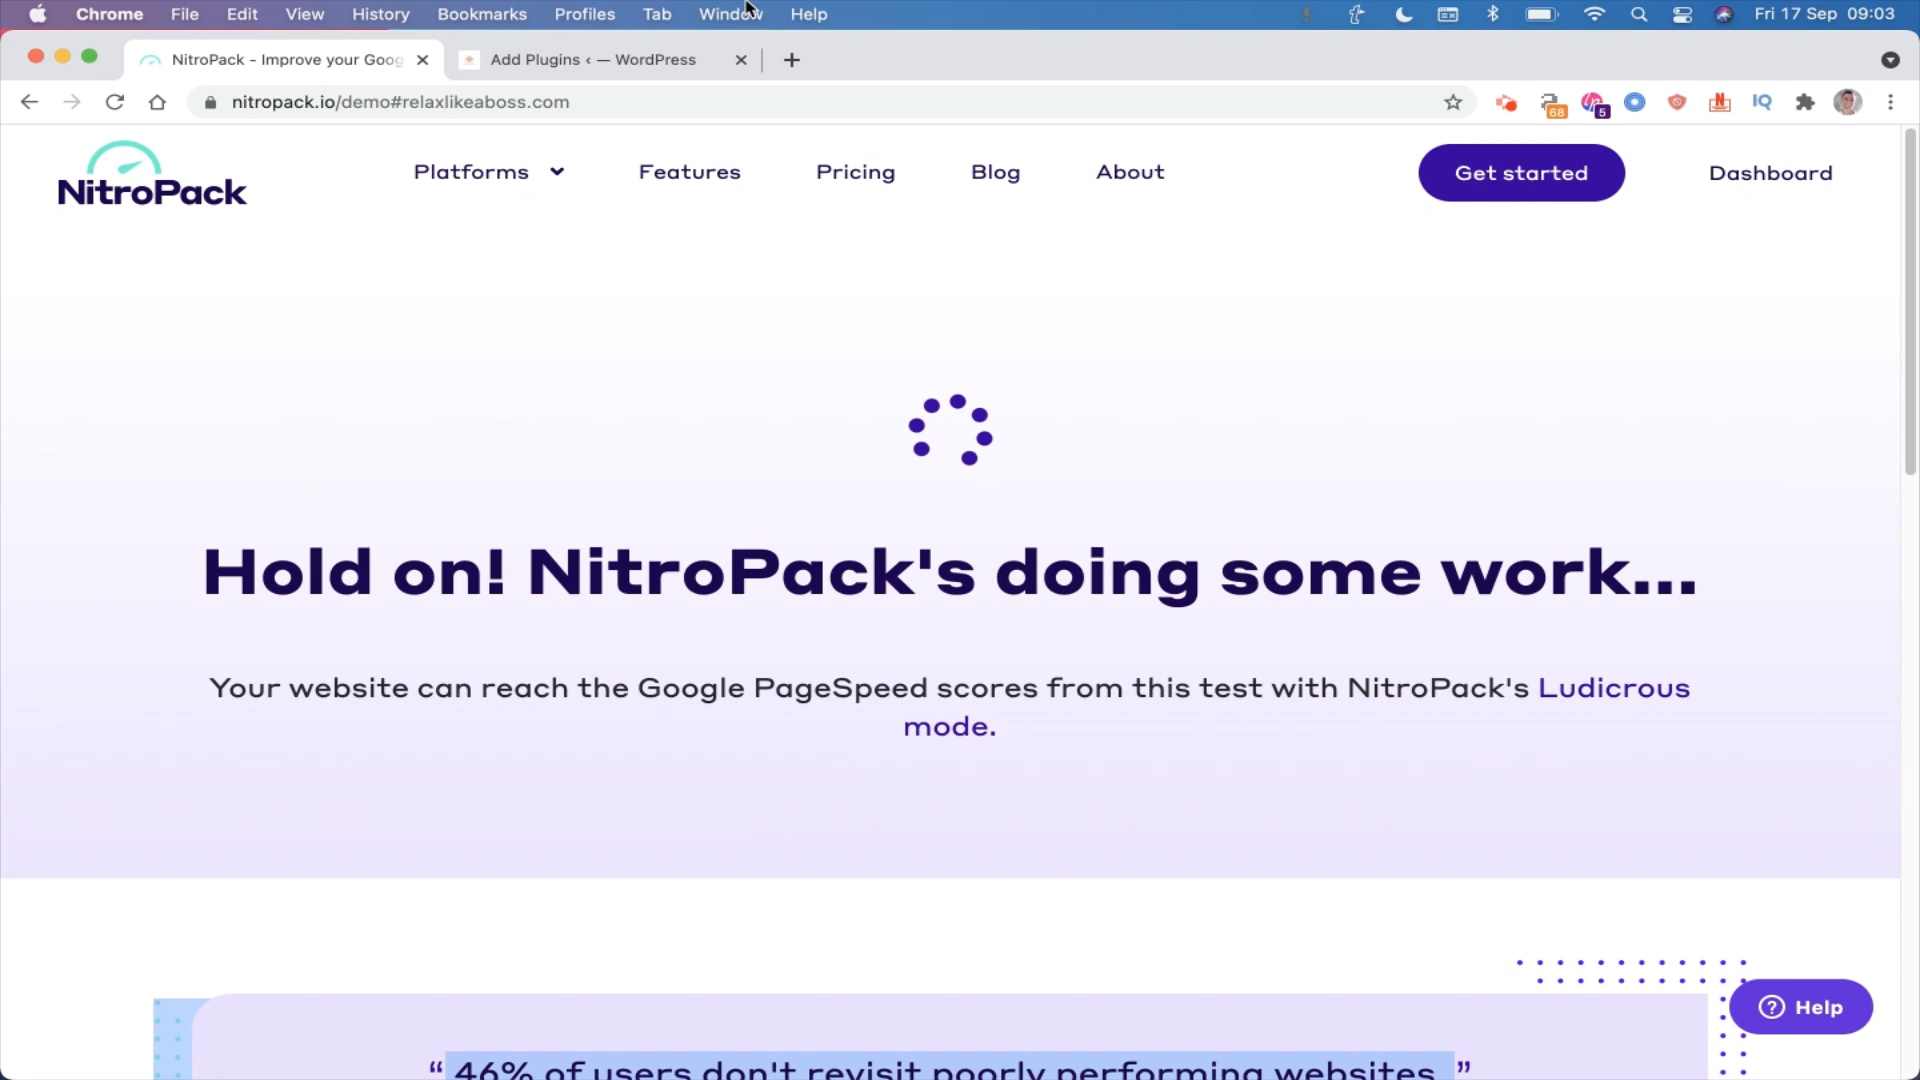 Chrome File Edit View History Bookmarks Profiles Tab Window Help Fri 17 Sep 09:03
NitroPack - Improve your Goog Add Plugins ‹ — WordPress
nitropack.io/demo#relaxlikeaboss.com 68 5 IQ
NitroPack
Platforms Features Pricing Blog About Get started Dashboard
Hold on! NitroPack's doing some work...
Your website can reach the Google PageSpeed scores from this test with NitroPack's Ludicrous
mode.
Help
“ 46% of users don't revisit poorly performing websites. ”